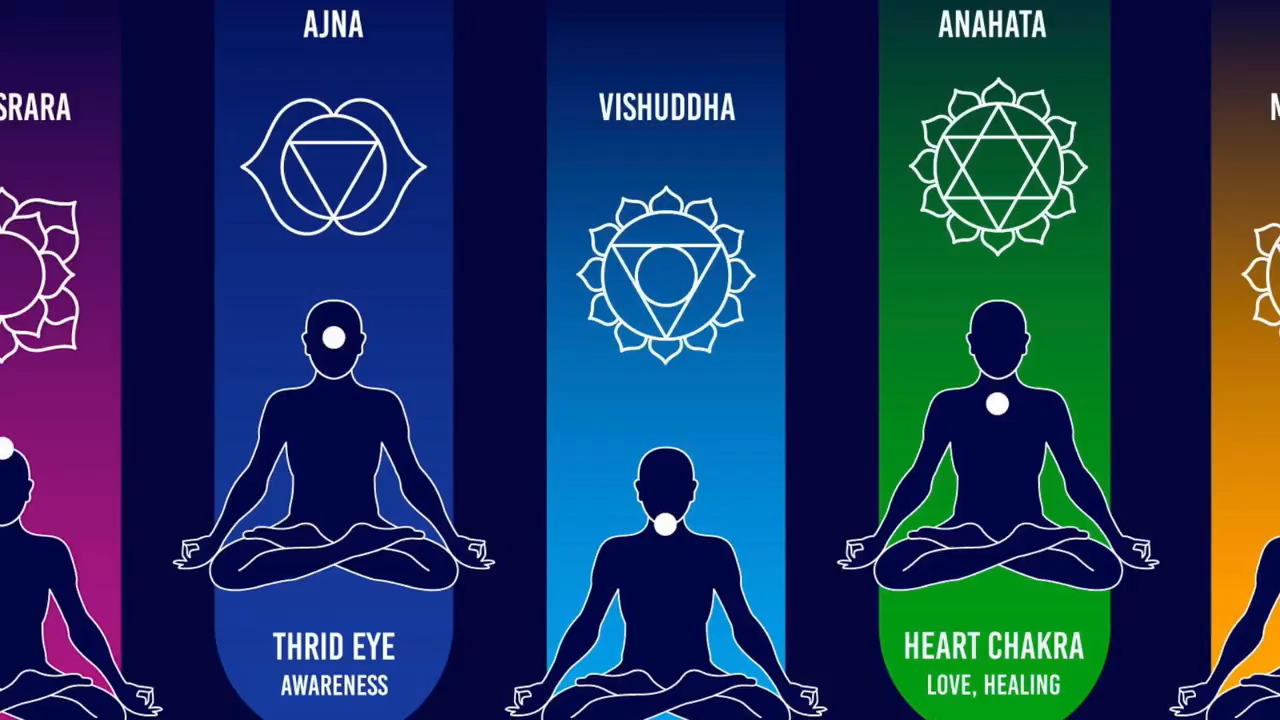 SRARA
AJNA
THRID EYE
AWARENESS
VISHUDDHA
ANAHATA
HEART CHAKRA
LOVE, HEALING
M